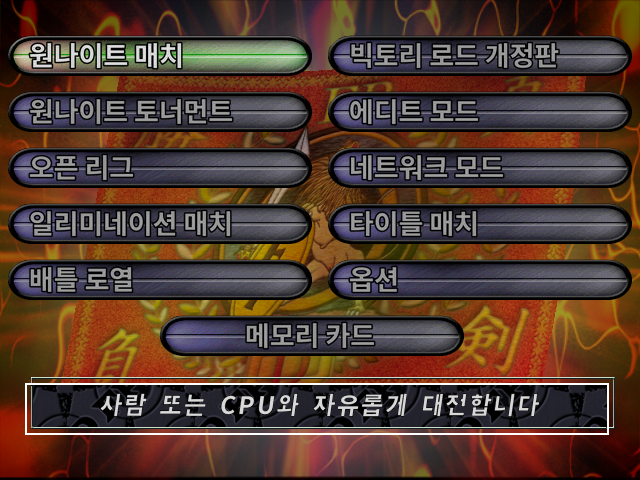 원나이트 매치
빅토리 로드 개정판
원나이트 토너먼트
에디트 모드
오픈 리그
네트워크 모드
일리미네이션 매치
타이틀 매치
배틀 로열
옵션
메모리 카드
사람 또는 CPU와 자유롭게 대전합니다
負
剣